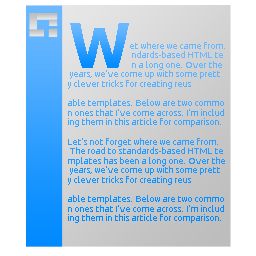 Wet where we came from.
ndards-based HTML te
n a long one. Over the
years, we've come up with some prett
y clever tricks for creating reus
able templates. Below are two commo
n ones that I've come across. I'm includ
ing them in this article for comparison.
Let's not forget where we came from.
The road to standards-based HTML te
mplates has been a long one. Over the
years, we've come up with some prett
y clever tricks for creating reus
able templates. Below are two commo
n ones that I've come across. I'm includ
ing them in this article for comparison.